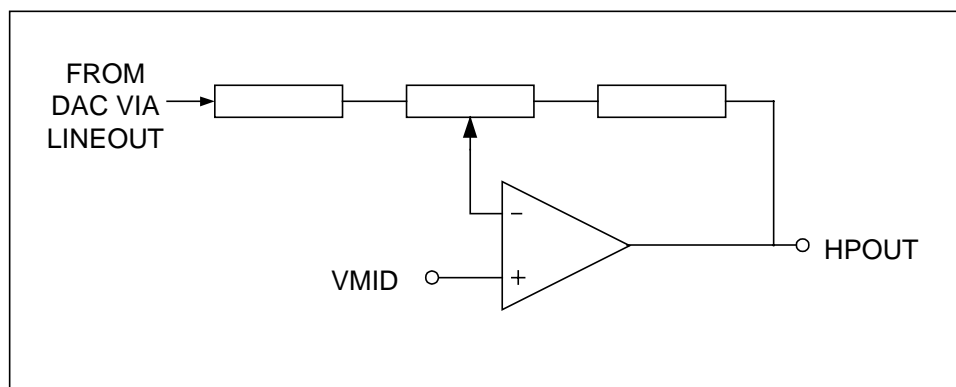 FROM
DAC VIA
LINEOUT
−
+
VMID
HPOUT